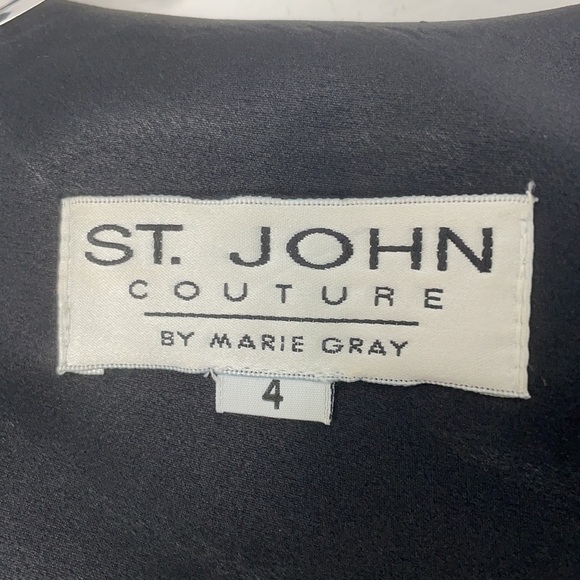 ST. JOHN
COUTURE
BY MARIE GRAY
4